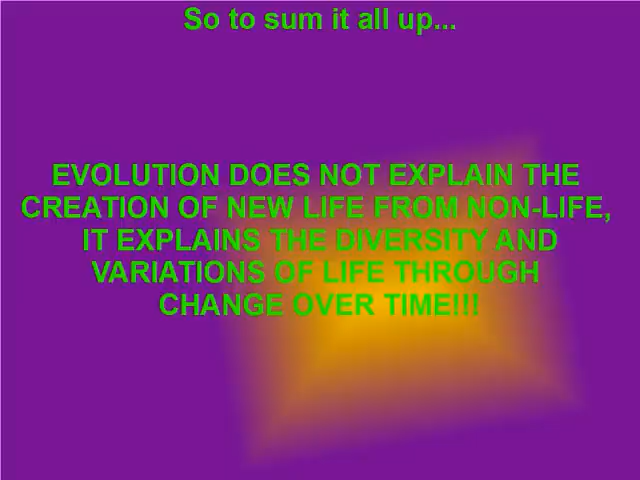 So to sum it all up...
EVOLUTION DOES NOT EXPLAIN THE
CREATION OF NEW LIFE FROM NON-LIFE,
IT EXPLAINS THE DIVERSITY AND
VARIATIONS OF LIFE THROUGH
CHANGE OVER TIME!!!